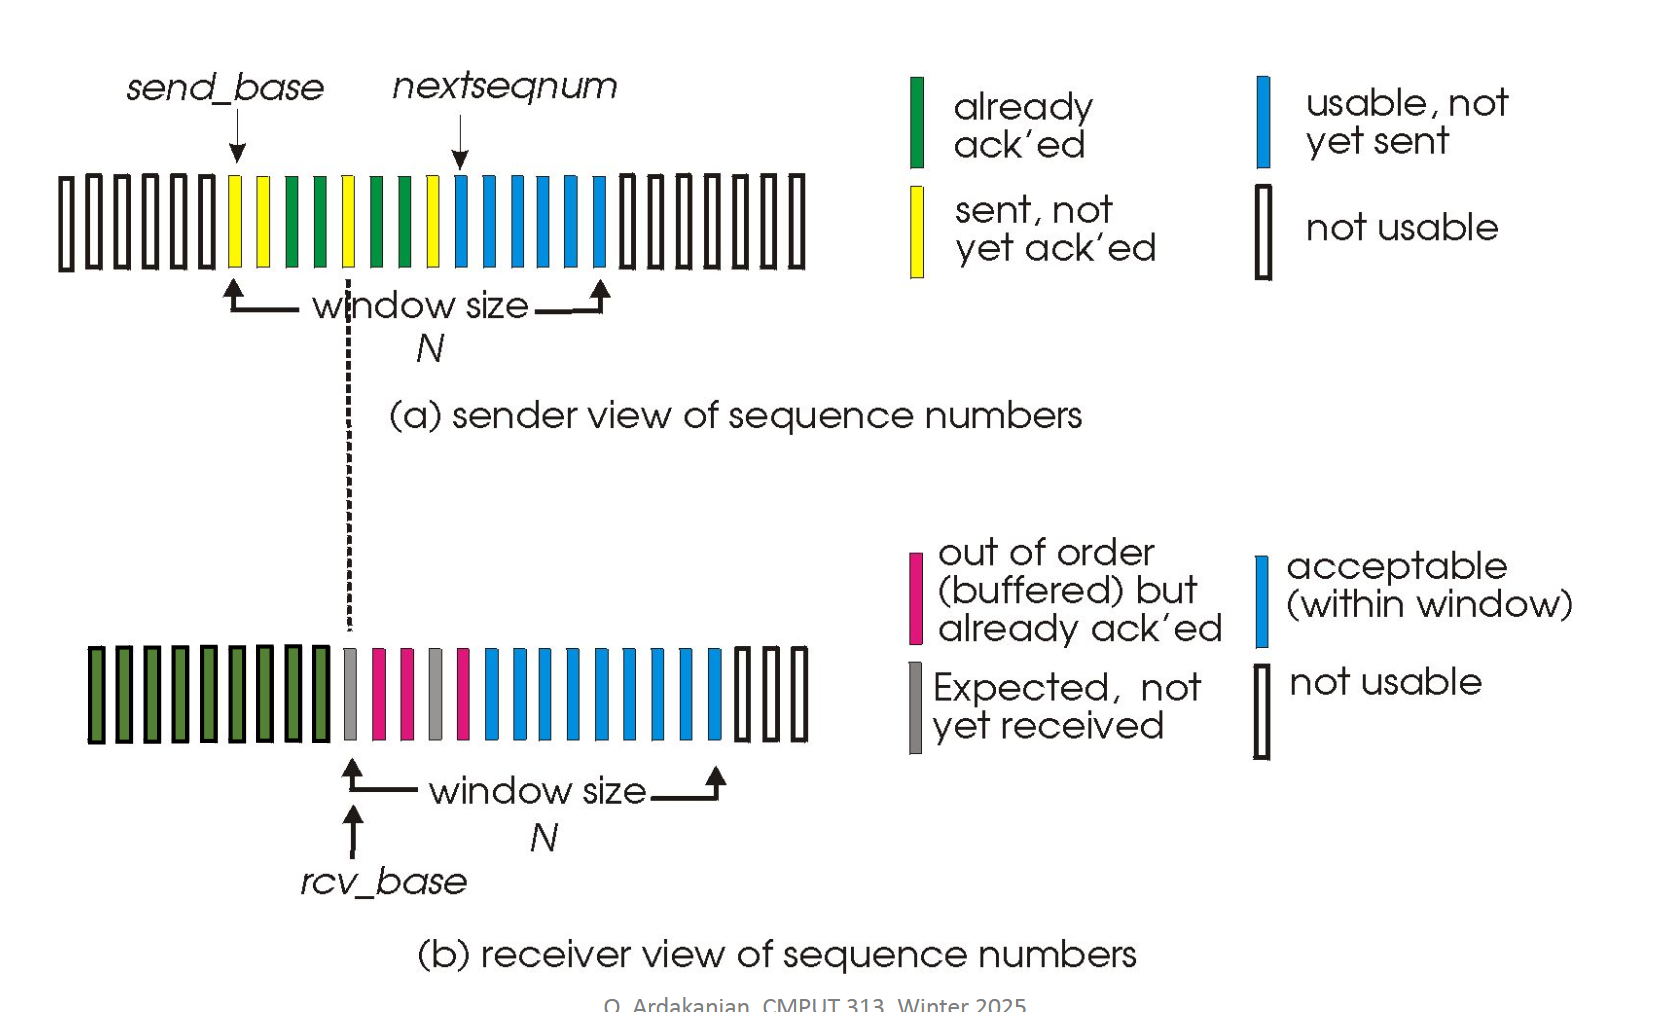 send_base
nextseqnum
already
ack'ed
usable, not
yet sent
sent, not
yet ack'ed
not usable
window size
N
(a) sender view of sequence numbers
out of order
(buffered) but
already ack'ed
acceptable
(within window)
Expected, not
yet received
not usable
window size
N
rcv_base
(b) receiver view of sequence numbers
O. Ardakanian, CMPUT 313, Winter 2025